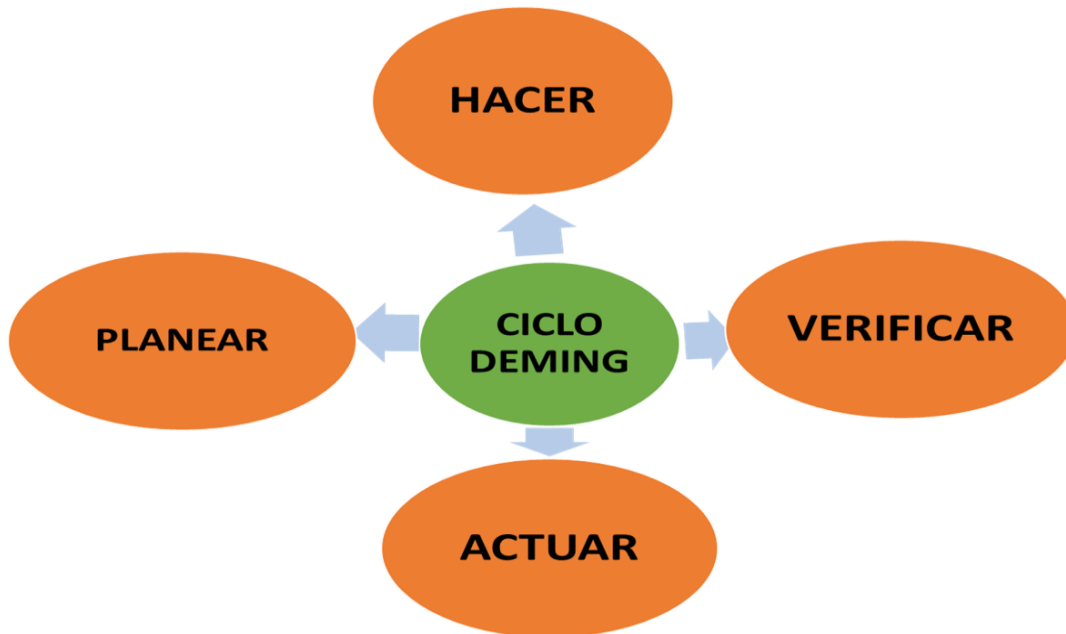 HACER
PLANEAR
CICLO
DEMING
VERIFICAR
ACTUAR